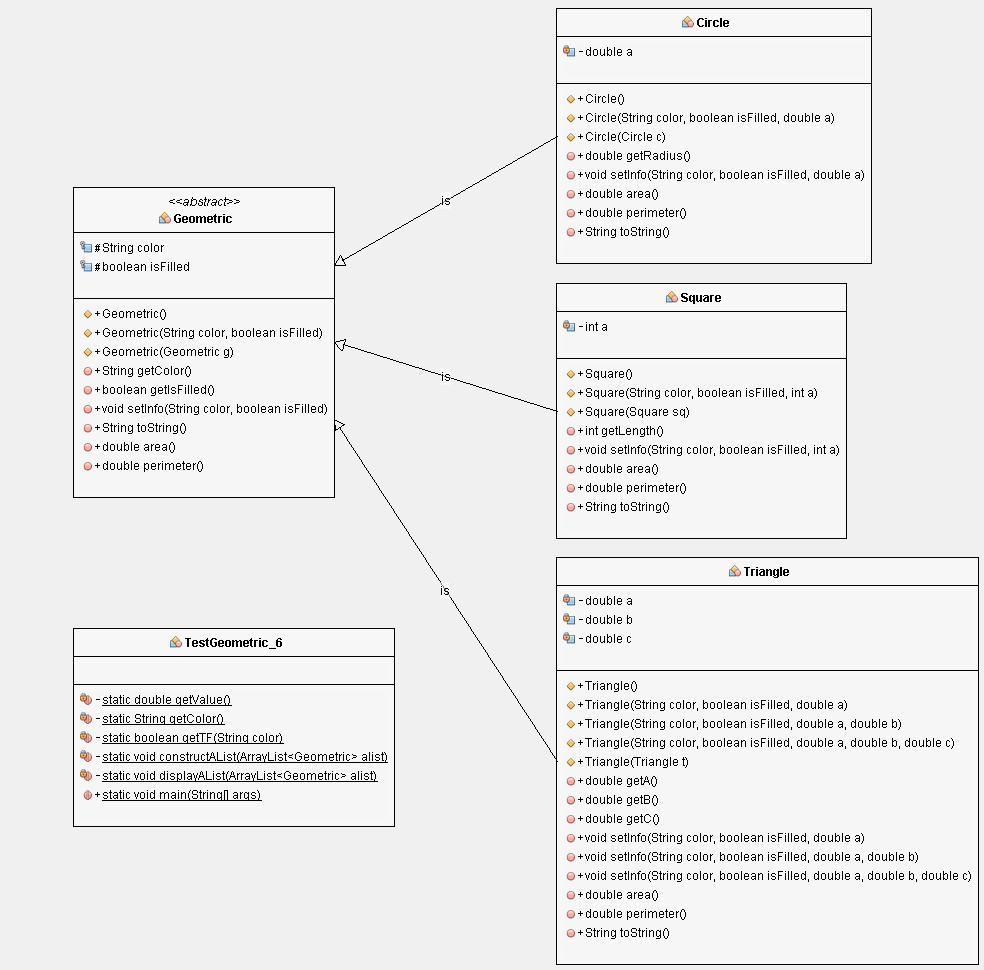 <<abstract>>
Geometric
# String color
# boolean isFilled
+ Geometric()
+ Geometric(String color, boolean isFilled)
+ Geometric(Geometric g)
+ String getColor()
+ boolean getIsFilled()
+ void setInfo(String color, boolean isFilled)
+ String toString()
+ double area()
+ double perimeter()
TestGeometric_6
- static double getValue()
- static String getColor()
- static boolean getTF(String color)
- static void constructAList(ArrayList<Geometric> alist)
- static void displayAList(ArrayList<Geometric> alist)
+ static void main(String[] args)
is
is
is
Circle
- double a
+ Circle()
+ Circle(String color, boolean isFilled, double a)
+ Circle(Circle c)
+ double getRadius()
+ void setInfo(String color, boolean isFilled, double a)
+ double area()
+ double perimeter()
+ String toString()
Square
- int a
+ Square()
+ Square(String color, boolean isFilled, int a)
+ Square(Square sq)
+ int getLength()
+ void setInfo(String color, boolean isFilled, int a)
+ double area()
+ double perimeter()
+ String toString()
Triangle
- double a
- double b
- double c
+ Triangle()
+ Triangle(String color, boolean isFilled, double a)
+ Triangle(String color, boolean isFilled, double a, double b)
+ Triangle(String color, boolean isFilled, double a, double b, double c)
+ Triangle(Triangle t)
+ double getA()
+ double getB()
+ double getC()
+ void setInfo(String color, boolean isFilled, double a)
+ void setInfo(String color, boolean isFilled, double a, double b)
+ void setInfo(String color, boolean isFilled, double a, double b, double c)
+ double area()
+ double perimeter()
+ String toString()